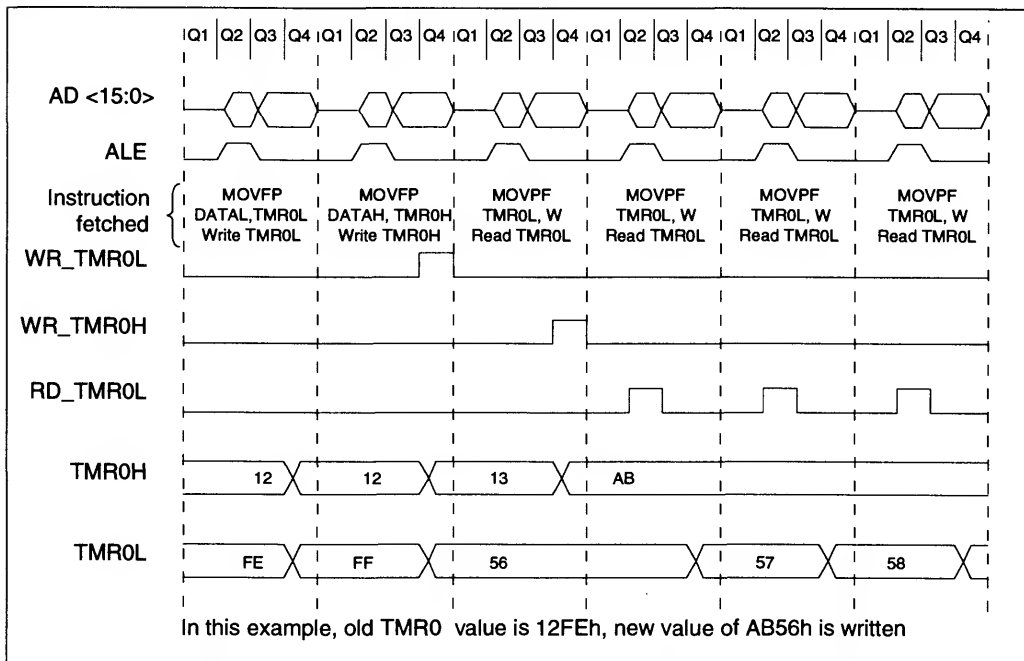 Q1 Q2 Q3 Q4 Q1 Q2 Q3 Q4 Q1 Q2 Q3 Q4 Q1 Q2 Q3 Q4 Q1 Q2 Q3 Q4 Q1 Q2 Q3 Q4
AD <15:0>
ALE
Instruction
fetched
MOVFP
DATAL,TMR0L
Write TMR0L
MOVFP
DATAH, TMR0H
Write TMR0H
MOVPF
TMR0L, W
Read TMR0L
MOVPF
TMR0L, W
Read TMR0L
MOVPF
TMR0L, W
Read TMR0L
MOVPF
TMR0L, W
Read TMR0L
WR_TMR0L
WR_TMR0H
RD_TMR0L
TMR0H 12 12 13 AB
TMR0L FE FF 56 57 58
In this example, old TMR0 value is 12FEh, new value of AB56h is written